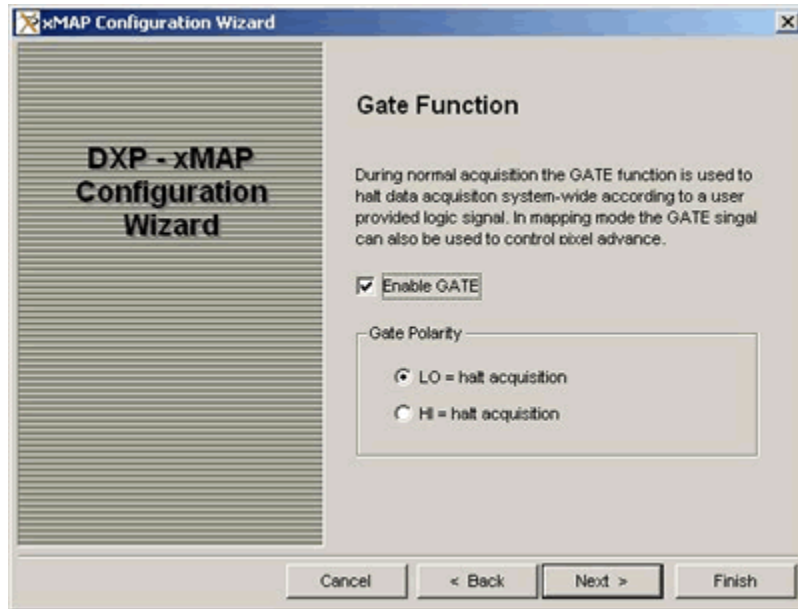 xMAP Configuration Wizard
DXP - xMAP
Configuration
Wizard
Gate Function
During normal acquisition the GATE function is used to
halt data acquisiton system-wide according to a user
provided logic signal. In mapping mode the GATE singal
can also be used to control pixel advance.
Enable GATE
Gate Polarity
LO = halt acquisition
HI = halt acquisition
Cancel
< Back
Next >
Finish